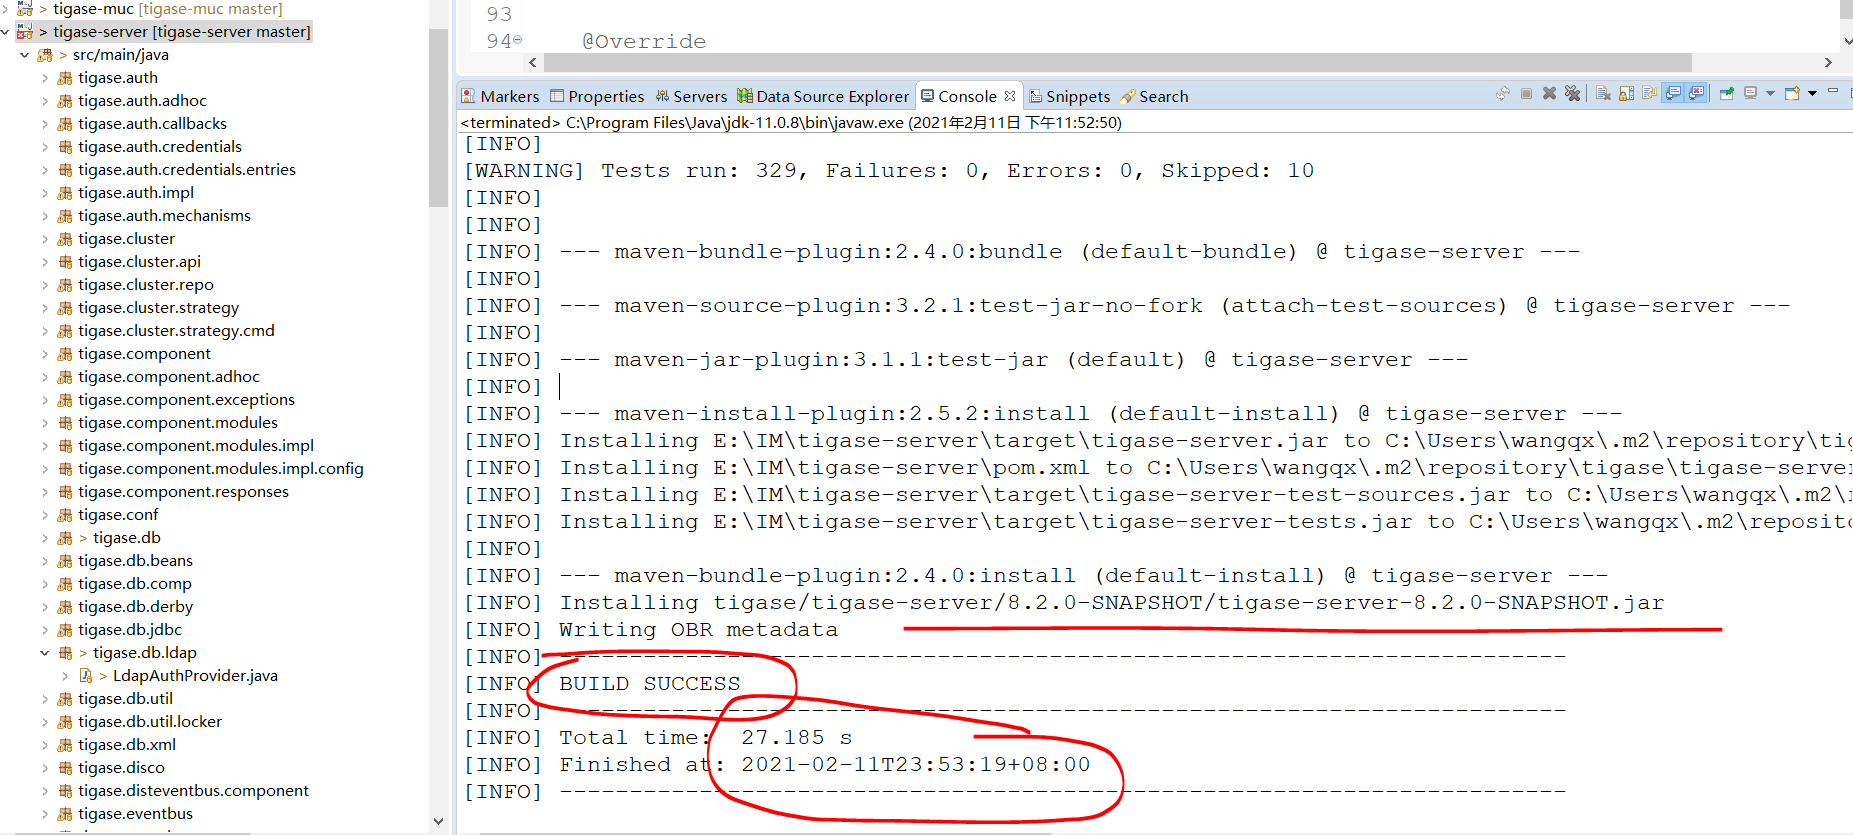 tigase-muc [tigase-muc master]
> tigase-server [tigase-server master]
> src/main/java
tigase.auth
tigase.auth.adhoc
tigase.auth.callbacks
tigase.auth.credentials
tigase.auth.credentials.entries
tigase.auth.impl
tigase.auth.mechanisms
tigase.cluster
tigase.cluster.api
tigase.cluster.repo
tigase.cluster.strategy
tigase.cluster.strategy.cmd
tigase.component
tigase.component.adhoc
tigase.component.exceptions
tigase.component.modules
tigase.component.modules.impl
tigase.component.modules.impl.config
tigase.component.responses
tigase.conf
> tigase.db
tigase.db.beans
tigase.db.comp
tigase.db.derby
tigase.db.jdbc
> tigase.db.ldap
> LdapAuthProvider.java
tigase.db.util
tigase.db.util.locker
tigase.db.xml
tigase.disco
tigase.disteventbus.component
tigase.eventbus
93
94 @Override
Markers Properties Servers Data Source Explorer Console Snippets Search
<terminated> C:\Program Files\Java\jdk-11.0.8\bin\javaw.exe (2021年2月11日 下午11:52:50)
[INFO]
[WARNING] Tests run: 329, Failures: 0, Errors: 0, Skipped: 10
[INFO]
[INFO]
[INFO] --- maven-bundle-plugin:2.4.0:bundle (default-bundle) @ tigase-server ---
[INFO]
[INFO] --- maven-source-plugin:3.2.1:test-jar-no-fork (attach-test-sources) @ tigase-server ---
[INFO]
[INFO] --- maven-jar-plugin:3.1.1:test-jar (default) @ tigase-server ---
[INFO]
[INFO] --- maven-install-plugin:2.5.2:install (default-install) @ tigase-server ---
[INFO] Installing E:\IM\tigase-server\target\tigase-server.jar to C:\Users\wangqx\.m2\repository\tig
[INFO] Installing E:\IM\tigase-server\pom.xml to C:\Users\wangqx\.m2\repository\tigase\tigase-server
[INFO] Installing E:\IM\tigase-server\target\tigase-server-test-sources.jar to C:\Users\wangqx\.m2\
[INFO] Installing E:\IM\tigase-server\target\tigase-server-tests.jar to C:\Users\wangqx\.m2\reposito
[INFO]
[INFO] --- maven-bundle-plugin:2.4.0:install (default-install) @ tigase-server ---
[INFO] Installing tigase/tigase-server/8.2.0-SNAPSHOT/tigase-server-8.2.0-SNAPSHOT.jar
[INFO] Writing OBR metadata
[INFO] ------------------------------------------------------------------------
[INFO] BUILD SUCCESS
[INFO] ------------------------------------------------------------------------
[INFO] Total time: 27.185 s
[INFO] Finished at: 2021-02-11T23:53:19+08:00
[INFO] ------------------------------------------------------------------------